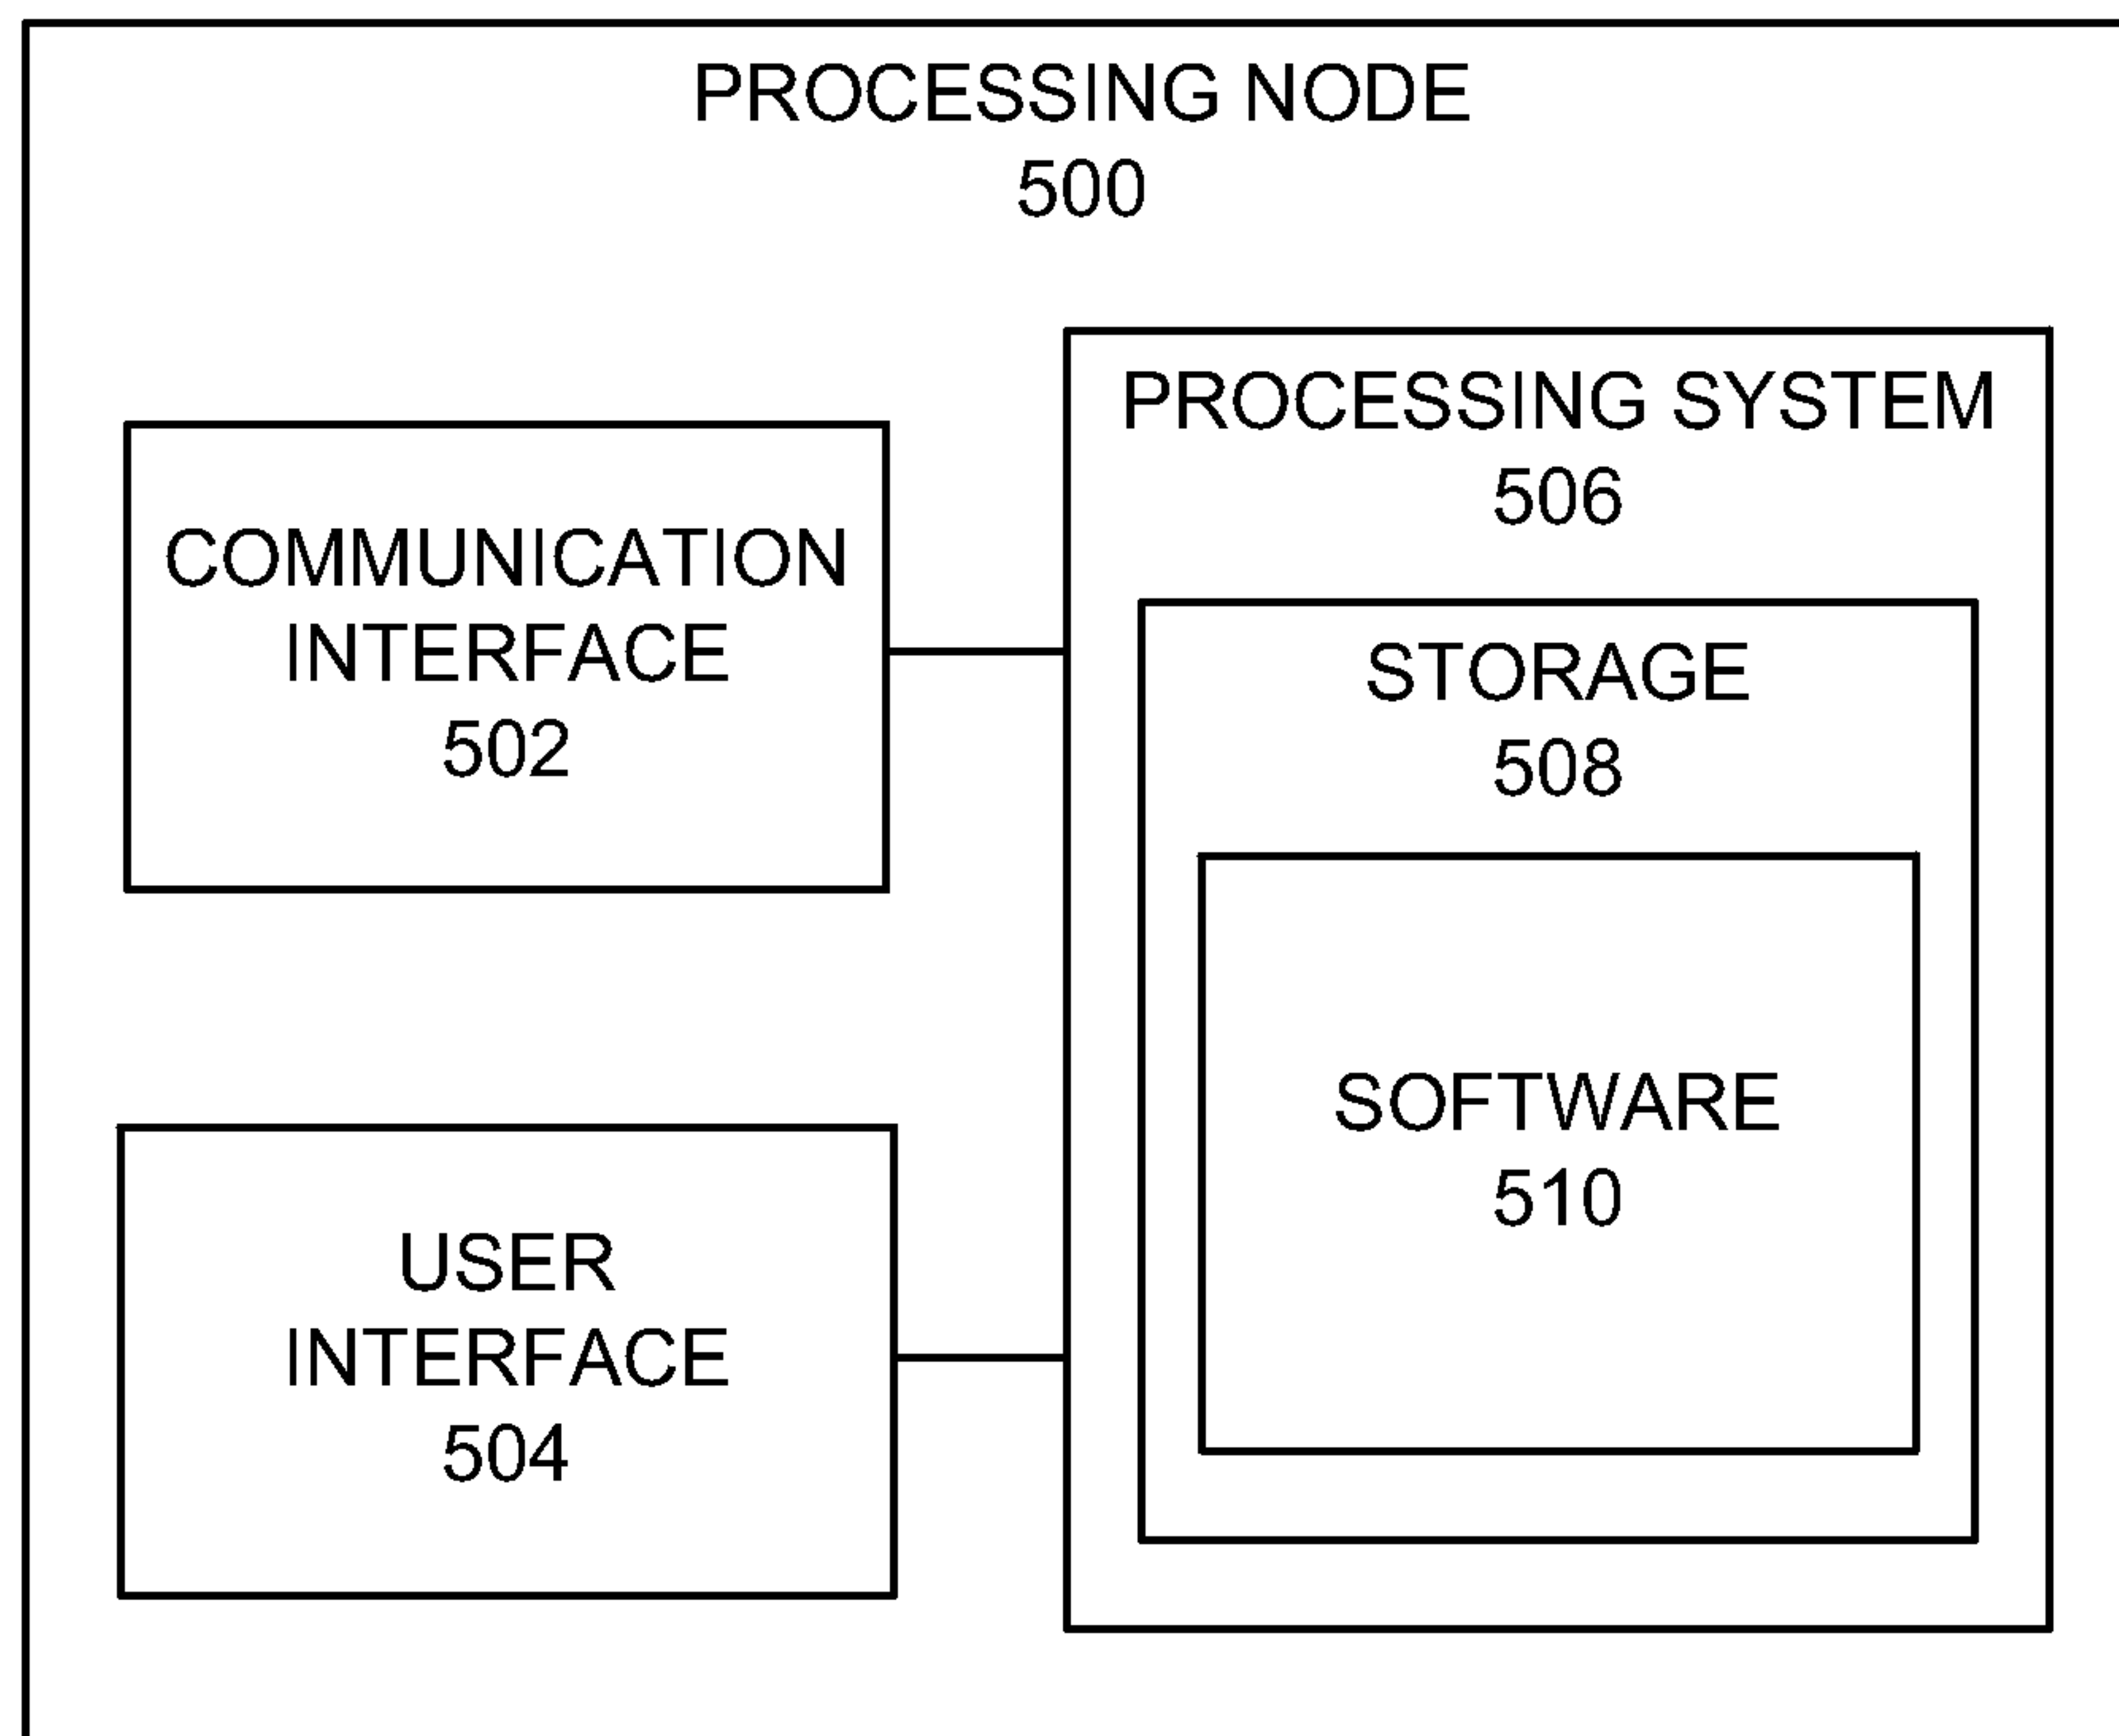 PROCESSING NODE
500
COMMUNICATION
INTERFACE
502
USER
INTERFACE
504
PROCESSING SYSTEM
506
STORAGE
508
SOFTWARE
510